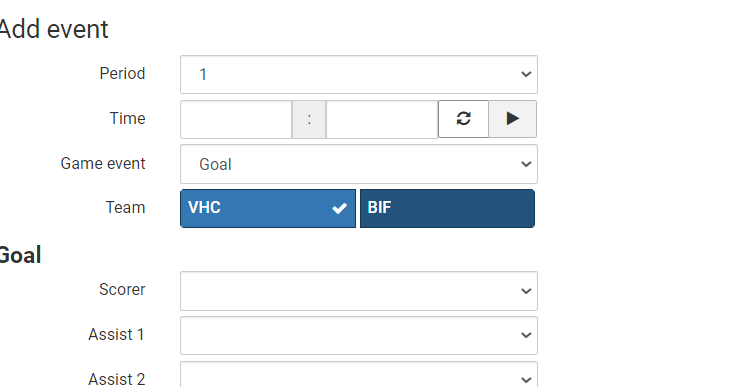 Add event
Period 1
Time :
Game event Goal
Team VHC BIF
Goal
Scorer
Assist 1
Assist 2